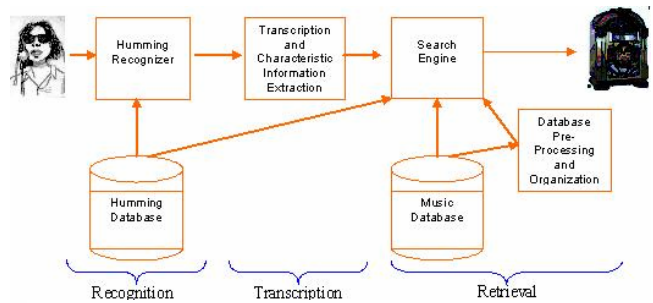 Humming
Recognizer
Transcription
and
Characteristic
Information
Extraction
Search
Engine
Database
Pre-
Processing
and
Organization
Humming
Database
Music
Database
Recognition
Transcription
Retrieval